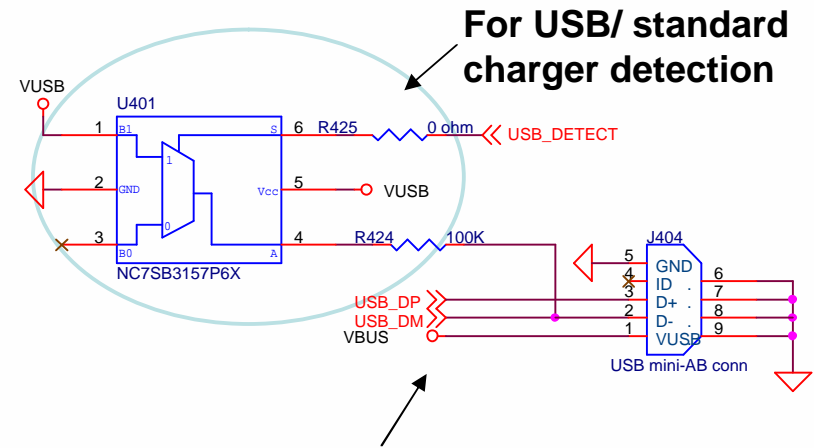 For USB/ standard
charger detection
VUSB
U401
1 B1 S 6 R425 0 ohm USB_DETECT
1
2 GND Vcc 5 VUSB
0
3 B0 A 4 R424 100K
NC7SB3157P6X
J404
5 GND 6
4 ID . 7
USB_DP 3 D+ . 8
USB_DM 2 D- . 9
VBUS 1 VUSB
USB mini-AB conn